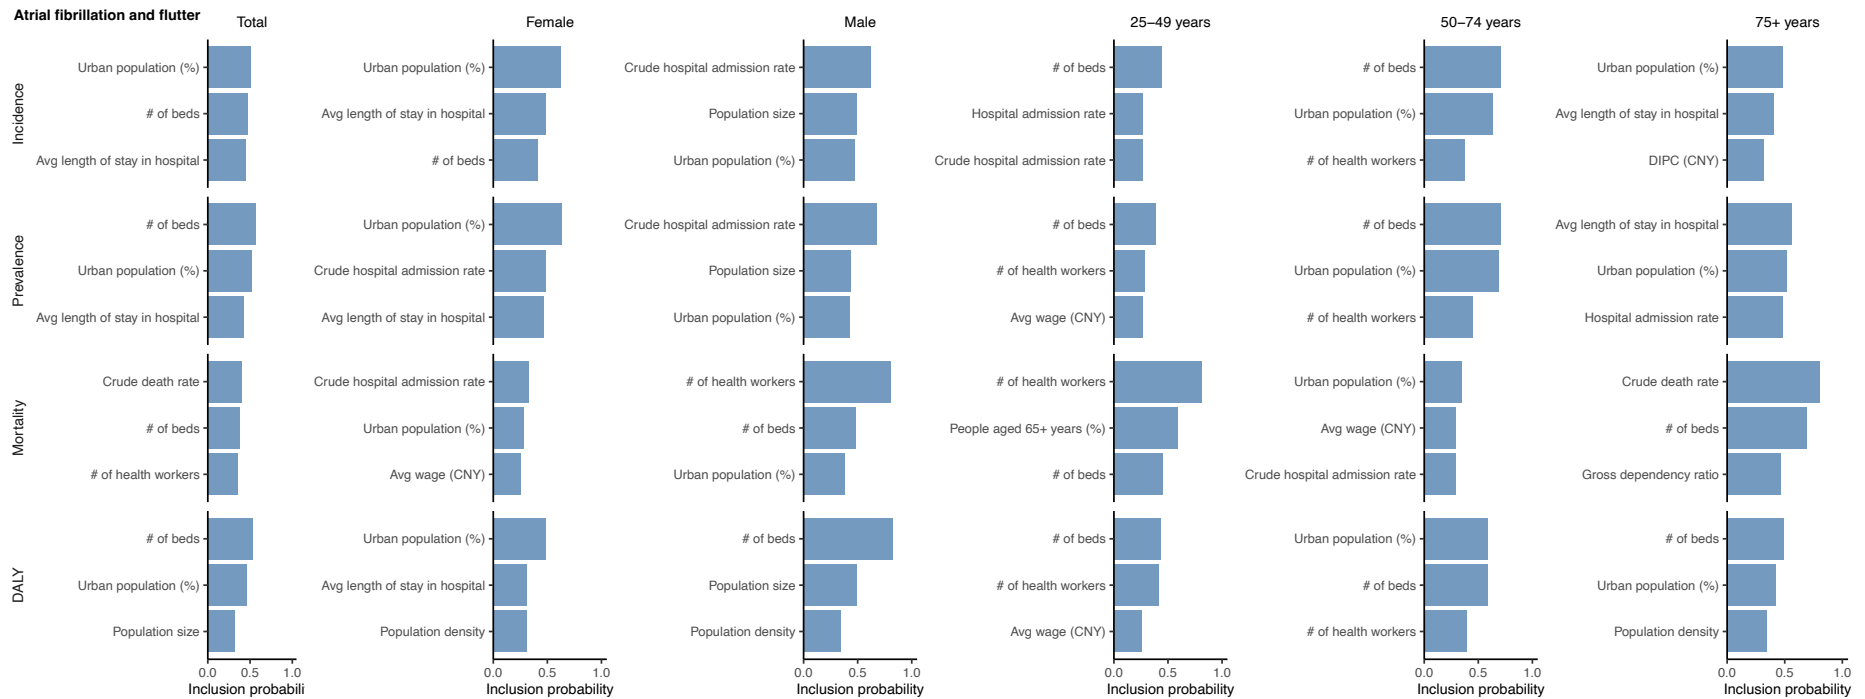 Atrial fibrillation and flutter
Total
Female
Male
25–49 years
50–74 years
75+ years
Incidence
Urban population (%)
# of beds
Avg length of stay in hospital
Urban population (%)
Avg length of stay in hospital
# of beds
Crude hospital admission rate
Population size
Urban population (%)
# of beds
Hospital admission rate
Crude hospital admission rate
# of beds
Urban population (%)
# of health workers
Urban population (%)
Avg length of stay in hospital
DIPC (CNY)
Prevalence
# of beds
Urban population (%)
Avg length of stay in hospital
Urban population (%)
Crude hospital admission rate
Avg length of stay in hospital
Crude hospital admission rate
Population size
Urban population (%)
# of beds
# of health workers
Avg wage (CNY)
# of beds
Urban population (%)
# of health workers
Avg length of stay in hospital
Urban population (%)
Hospital admission rate
Mortality
Crude death rate
# of beds
# of health workers
Crude hospital admission rate
Urban population (%)
Avg wage (CNY)
# of health workers
# of beds
Urban population (%)
# of health workers
People aged 65+ years (%)
# of beds
Urban population (%)
Avg wage (CNY)
Crude hospital admission rate
Crude death rate
# of beds
Gross dependency ratio
DALY
# of beds
Urban population (%)
Population size
Urban population (%)
Avg length of stay in hospital
Population density
# of beds
Population size
Population density
# of beds
# of health workers
Avg wage (CNY)
Urban population (%)
# of beds
# of health workers
# of beds
Urban population (%)
Population density
0.0 0.5 1.0
Inclusion probabili
0.0 0.5 1.0
Inclusion probability
0.0 0.5 1.0
Inclusion probability
0.0 0.5 1.0
Inclusion probability
0.0 0.5 1.0
Inclusion probability
0.0 0.5 1.0
Inclusion probability